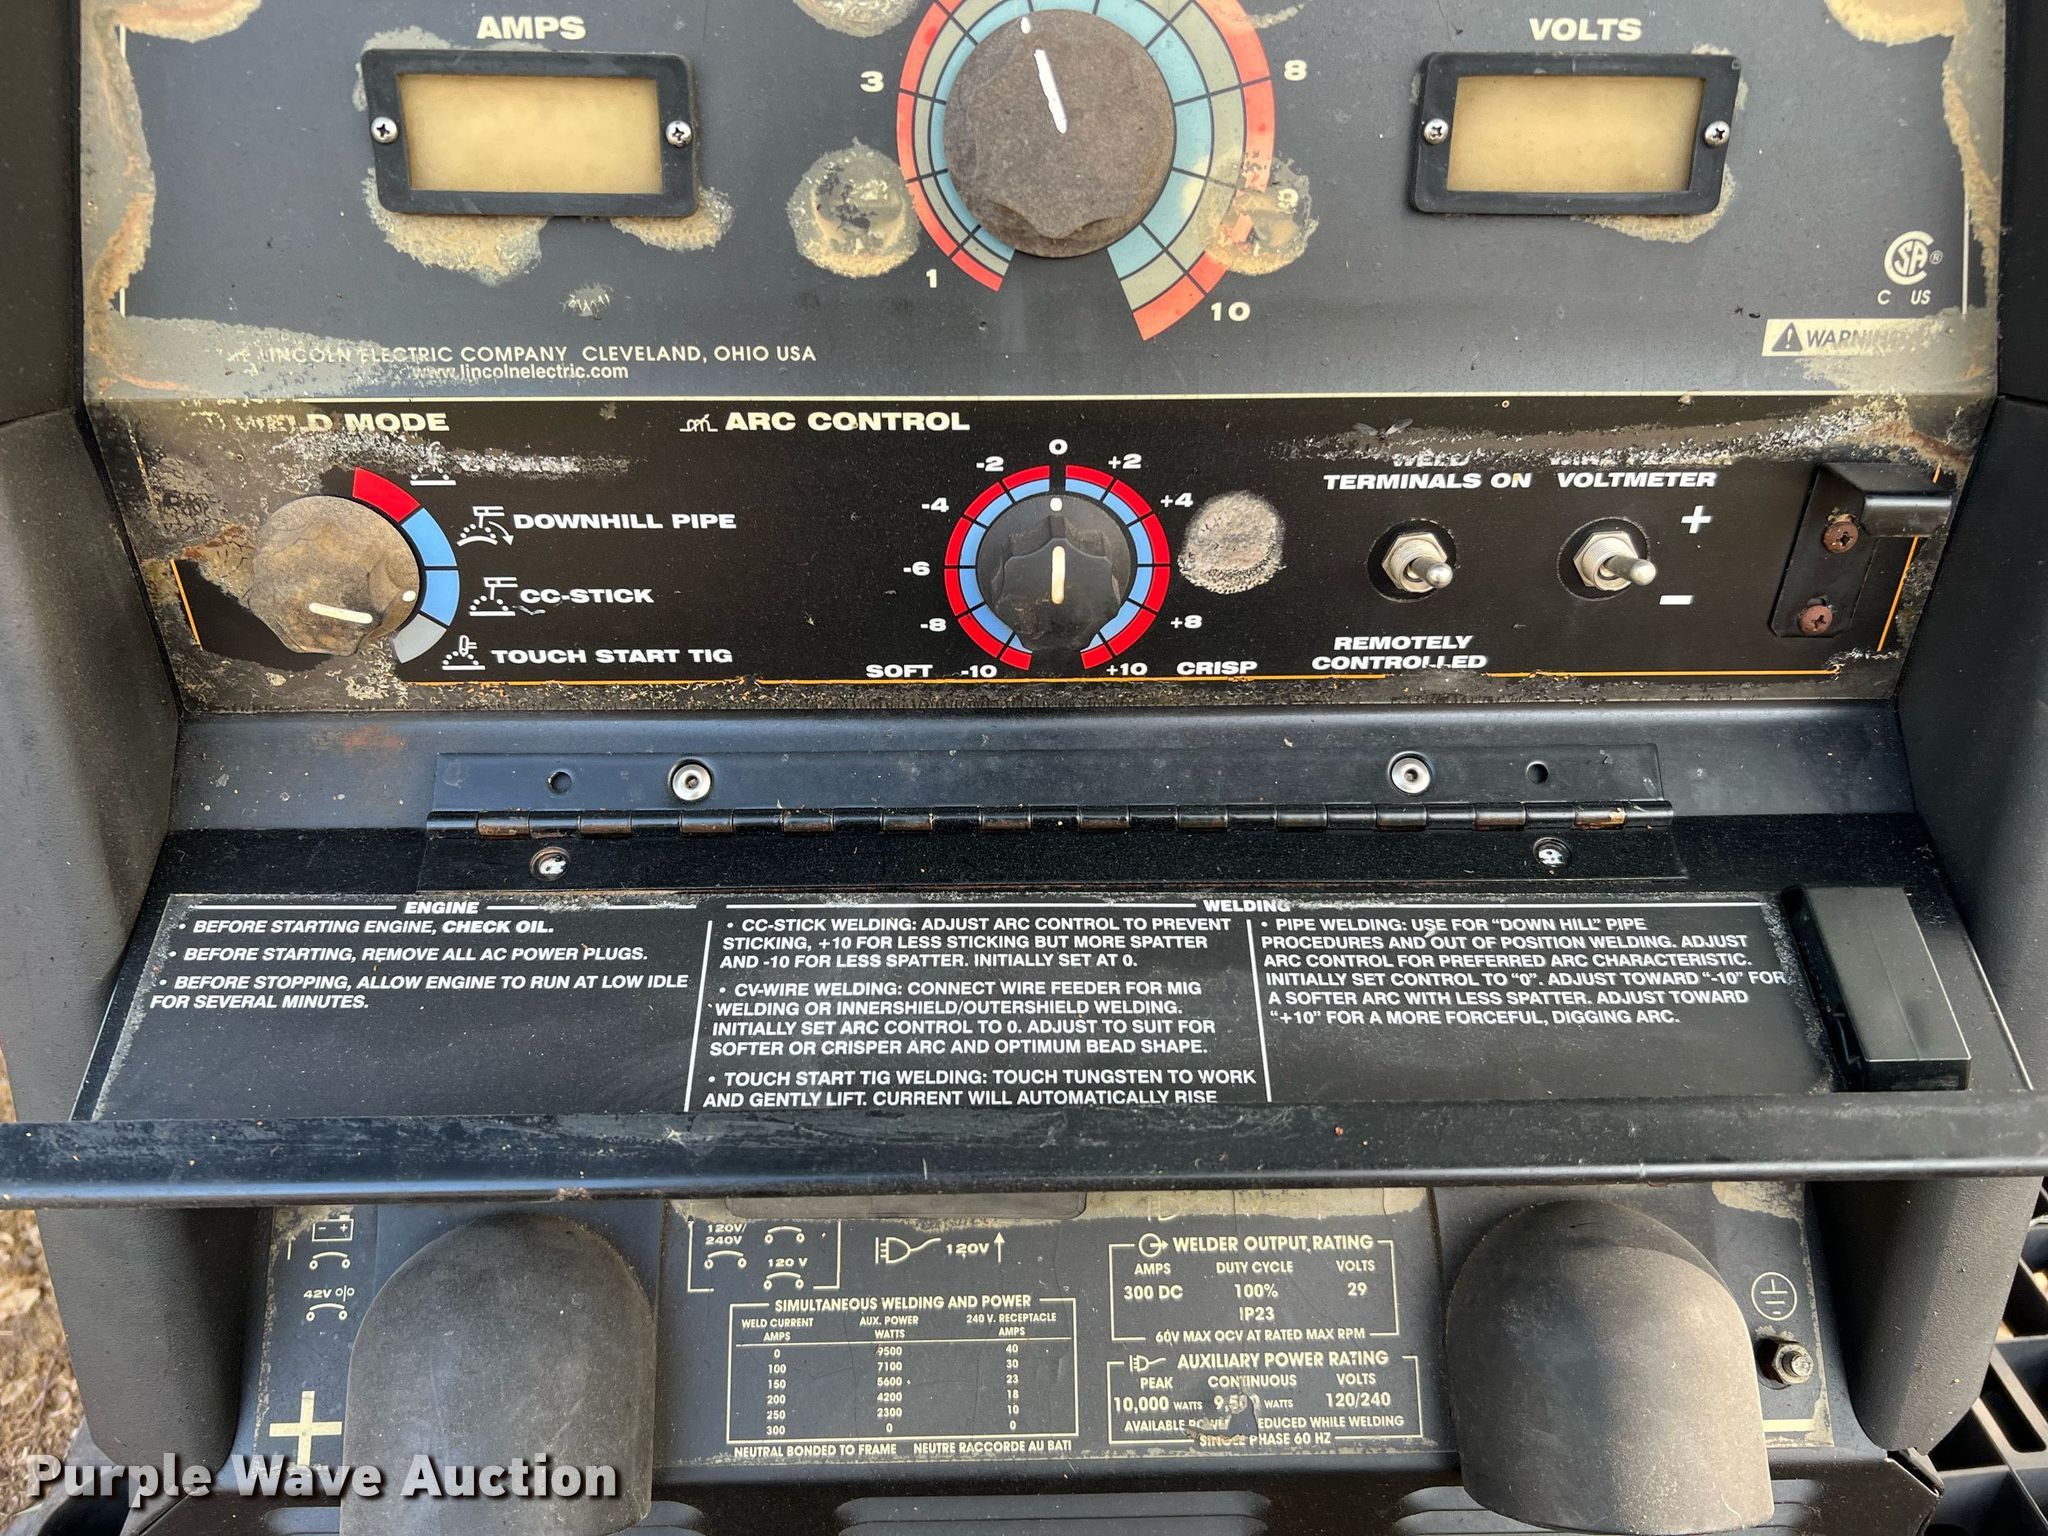 AMPS
VOLTS
3
8
9
1
10
C US
WARNING
LINCOLN ELECTRIC COMPANY CLEVELAND, OHIO USA
www.lincolnelectric.com
WELD MODE
ARC CONTROL
DOWNHILL PIPE
CC-STICK
TOUCH START TIG
0
-2
+2
-4
+4
-6
-8
+8
SOFT -10
+10 CRISP
WELD
TERMINALS ON
VOLTMETER
+
-
REMOTELY
CONTROLLED
ENGINE
• BEFORE STARTING ENGINE, CHECK OIL.
• BEFORE STARTING, REMOVE ALL AC POWER PLUGS.
• BEFORE STOPPING, ALLOW ENGINE TO RUN AT LOW IDLE
FOR SEVERAL MINUTES.
WELDING
• CC-STICK WELDING: ADJUST ARC CONTROL TO PREVENT
STICKING, +10 FOR LESS STICKING BUT MORE SPATTER
AND -10 FOR LESS SPATTER. INITIALLY SET AT 0.
• CV-WIRE WELDING: CONNECT WIRE FEEDER FOR MIG
WELDING OR INNERSHIELD/OUTERSHIELD WELDING.
INITIALLY SET ARC CONTROL TO 0. ADJUST TO SUIT FOR
SOFTER OR CRISPER ARC AND OPTIMUM BEAD SHAPE.
• TOUCH START TIG WELDING: TOUCH TUNGSTEN TO WORK
AND GENTLY LIFT. CURRENT WILL AUTOMATICALLY RISE
• PIPE WELDING: USE FOR "DOWN HILL" PIPE
PROCEDURES AND OUT OF POSITION WELDING. ADJUST
ARC CONTROL FOR PREFERRED ARC CHARACTERISTIC.
INITIALLY SET CONTROL TO "0". ADJUST TOWARD "-10" FOR
A SOFTER ARC WITH LESS SPATTER. ADJUST TOWARD
"+10" FOR A MORE FORCEFUL, DIGGING ARC.
42V
+
120V/
240V
120 V
120V
SIMULTANEOUS WELDING AND POWER
WELD CURRENT AMPS AUX. POWER WATTS 240 V. RECEPTACLE AMPS
0 9500 40
100 7100 30
150 5600 23
200 4200 18
250 2300 10
300 0 0
NEUTRAL BONDED TO FRAME NEUTRE RACCORDE AU BATI
WELDER OUTPUT RATING
AMPS DUTY CYCLE VOLTS
300 DC 100% 29
IP23
60V MAX OCV AT RATED MAX RPM
AUXILIARY POWER RATING
PEAK CONTINUOUS VOLTS
10,000 WATTS 9,500 WATTS 120/240
AVAILABLE POWER REDUCED WHILE WELDING
SINGLE PHASE 60 HZ
Purple Wave Auction